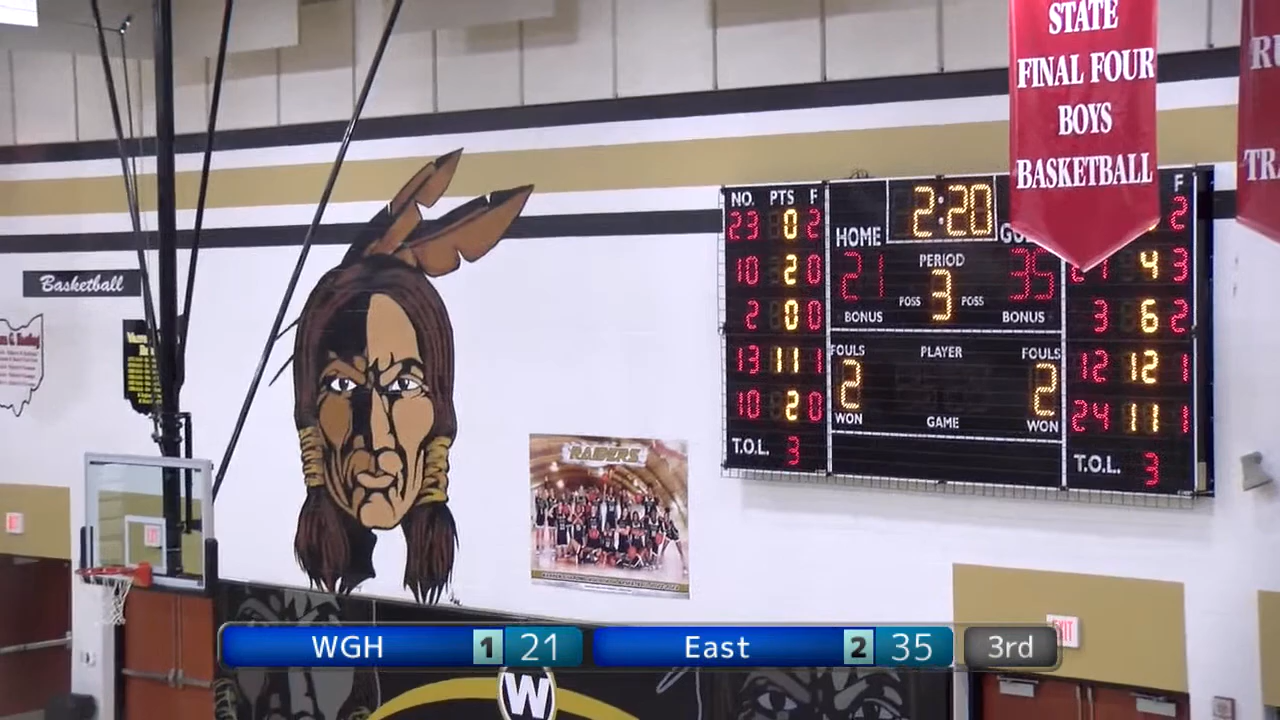 STATE
FINAL FOUR
BOYS
BASKETBALL
Basketball
RAIDERS
NO. PTS F
23 0 2
10 2 0
2 0 0
13 11 1
10 2 0
T.O.L. 3
2:20
HOME
21
PERIOD
3
35
POSS POSS
BONUS BONUS
FOULS PLAYER FOULS
2 2
WON GAME WON
F
2
4 3
3 6 2
12 12 1
24 11 1
T.O.L. 3
EXIT
WGH 1 21 East 2 35 3rd
W